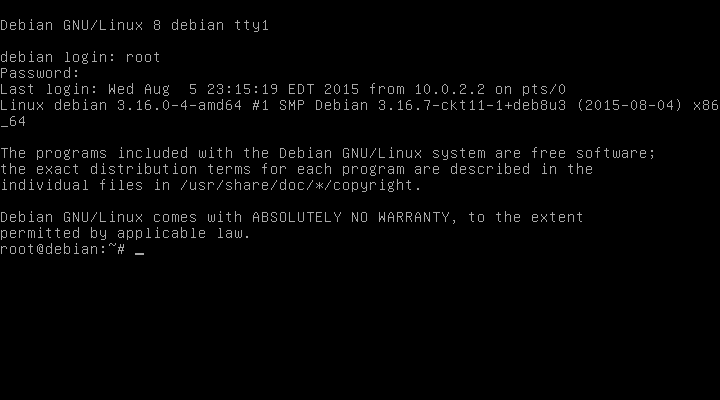 Debian GNU/Linux 8 debian tty1
debian login: root
Password:
Last login: Wed Aug  5 23:15:19 EDT 2015 from 10.0.2.2 on pts/0
Linux debian 3.16.0-4-amd64 #1 SMP Debian 3.16.7-ckt11-1+deb8u3 (2015-08-04) x86
_64
The programs included with the Debian GNU/Linux system are free software;
the exact distribution terms for each program are described in the
individual files in /usr/share/doc/*/copyright.
Debian GNU/Linux comes with ABSOLUTELY NO WARRANTY, to the extent
permitted by applicable law.
root@debian:~# _